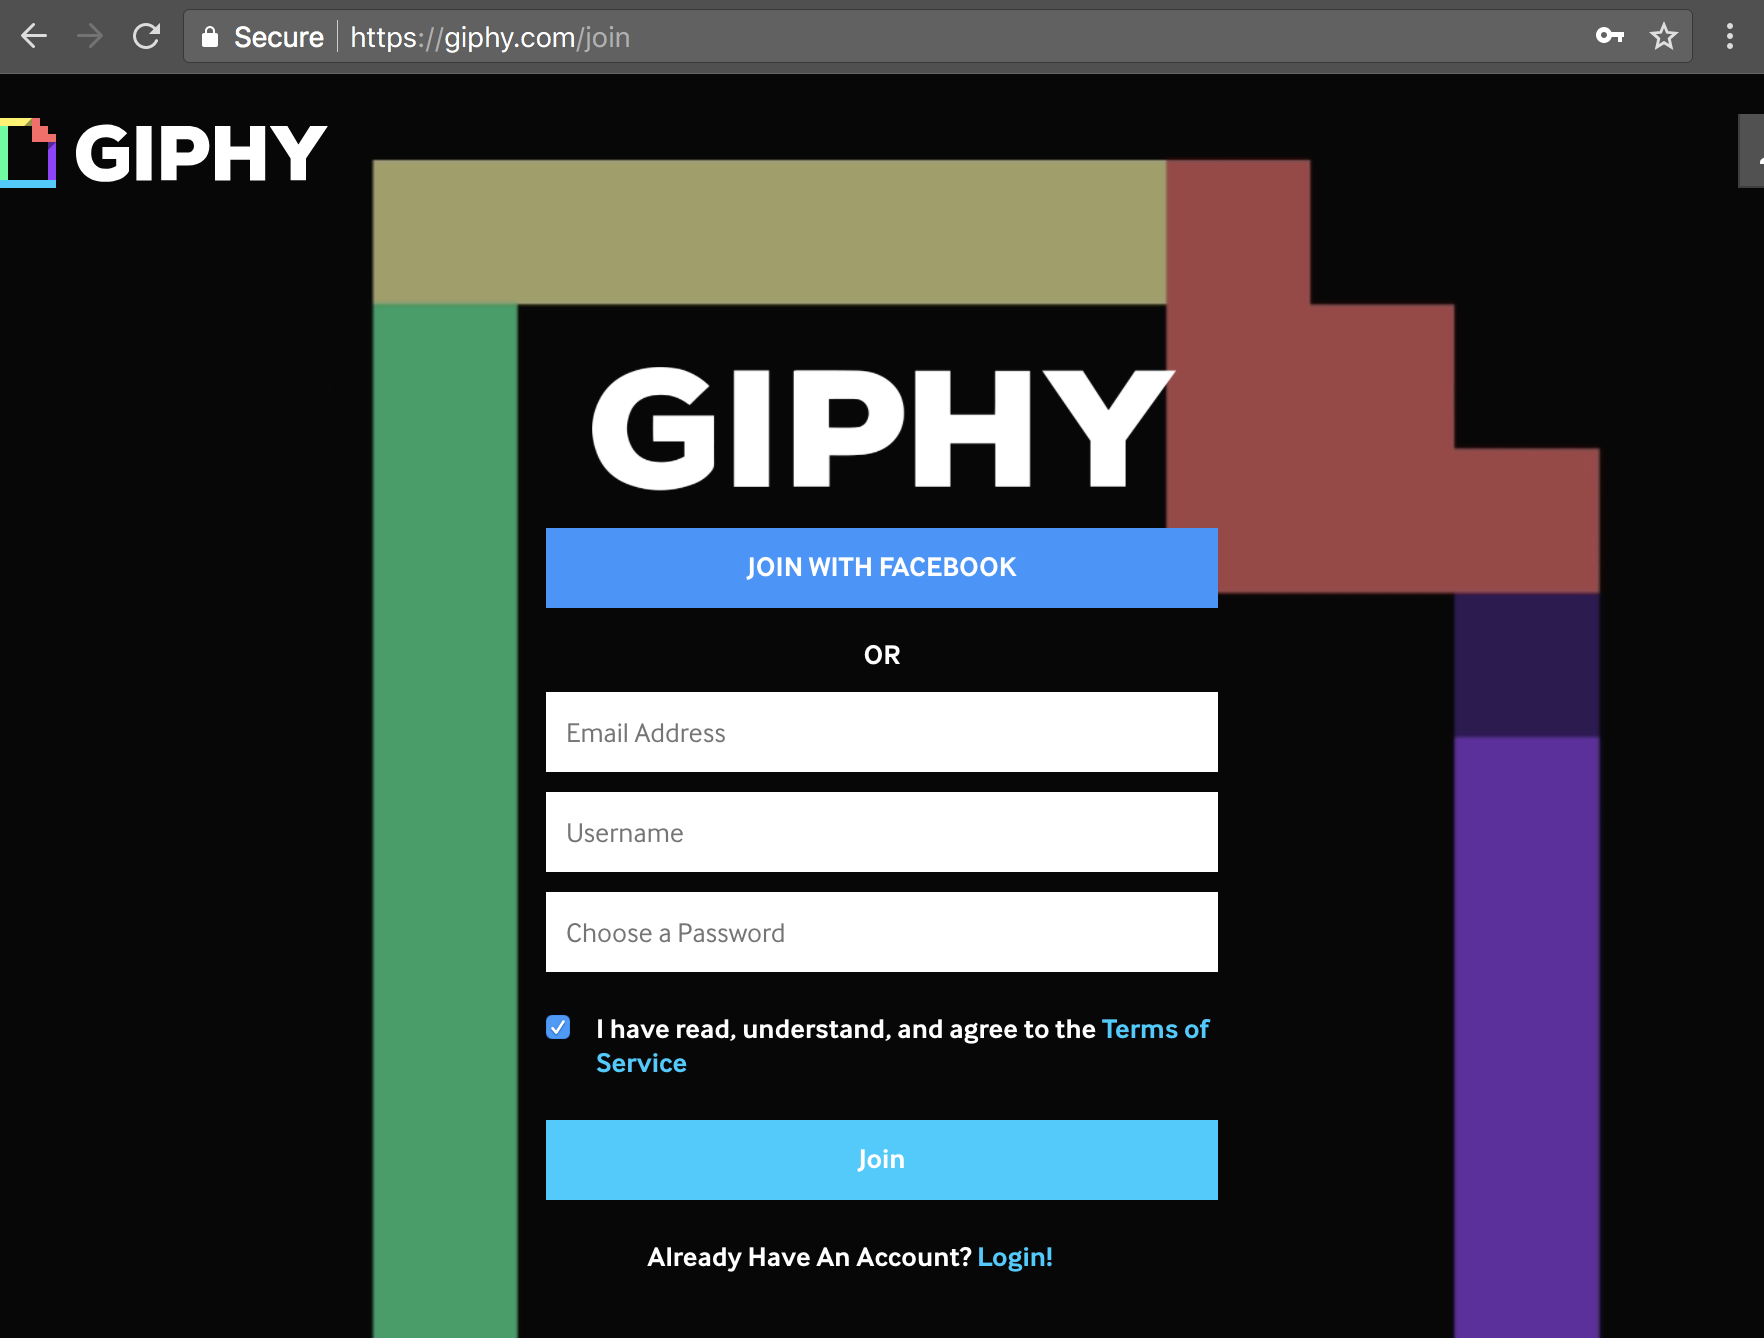 Secure
https://giphy.com/join
GIPHY
GIPHY
JOIN WITH FACEBOOK
OR
Email Address
Username
Choose a Password
I have read, understand, and agree to the Terms of
Service
Join
Already Have An Account? Login!